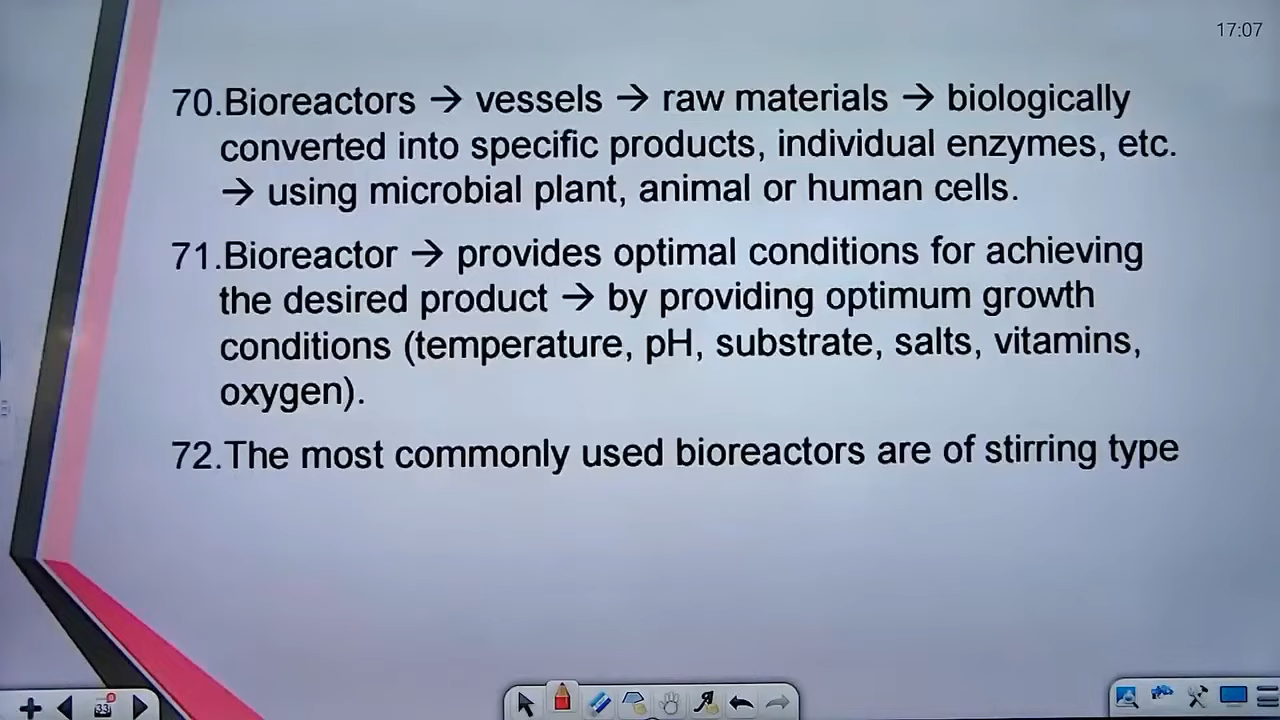 17:07
70.Bioreactors → vessels → raw materials → biologically
converted into specific products, individual enzymes, etc.
→ using microbial plant, animal or human cells.
71.Bioreactor → provides optimal conditions for achieving
the desired product → by providing optimum growth
conditions (temperature, pH, substrate, salts, vitamins,
oxygen).
72.The most commonly used bioreactors are of stirring type
33